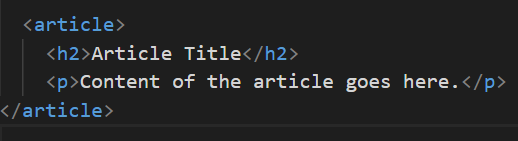 <article>
<h2>Article Title</h2>
<p>Content of the article goes here.</p>
</article>